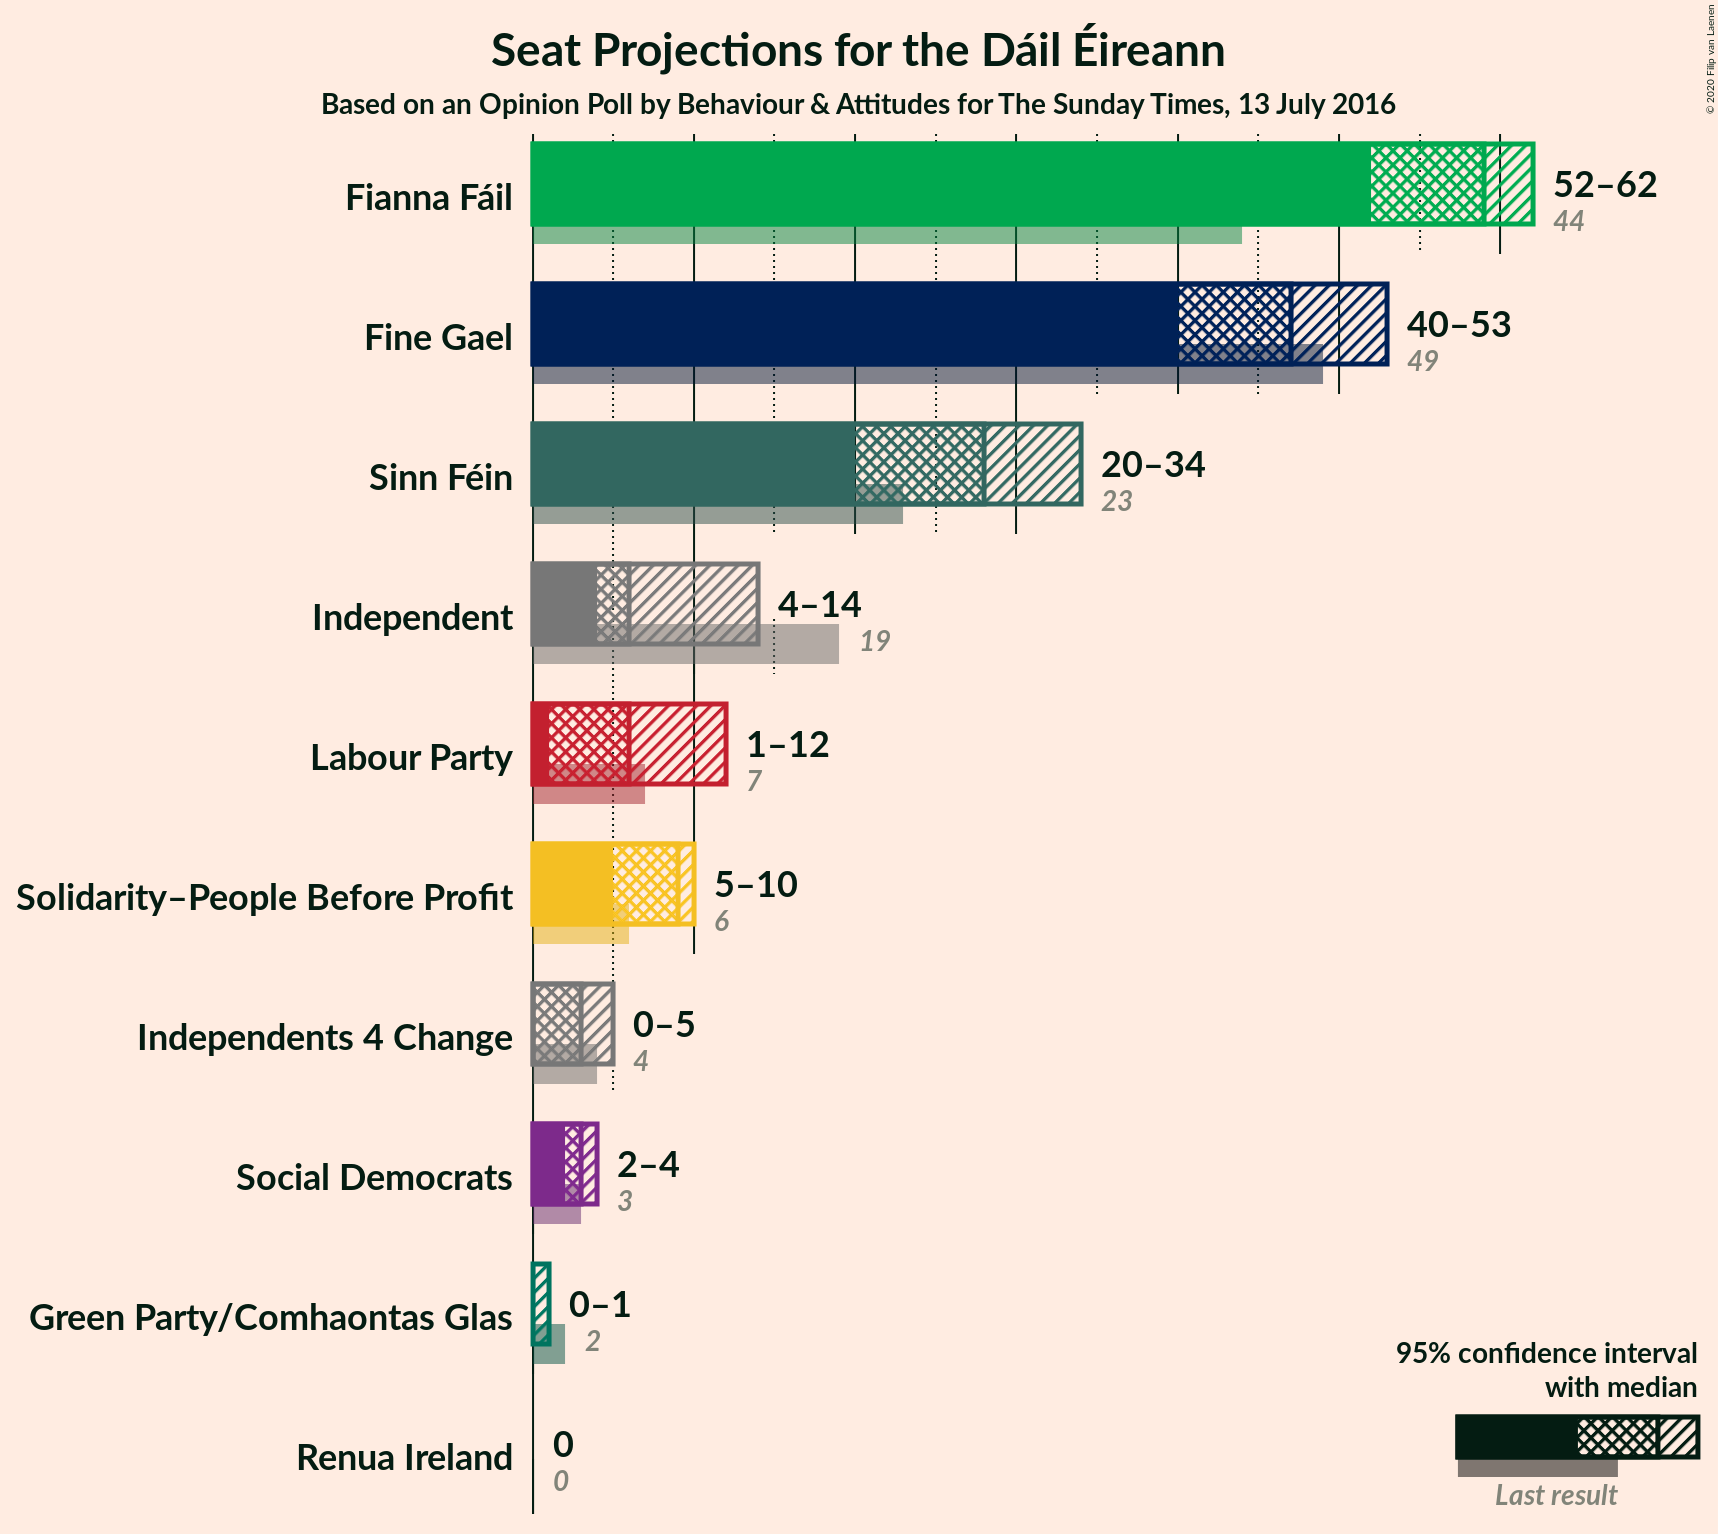 Seat Projections for the Dáil Éireann
Based on an Opinion Poll by Behaviour & Attitudes for The Sunday Times, 13 July 2016
© 2020 Filip van Laenen
Fianna Fáil
52–62
44
Fine Gael
40–53
49
Sinn Féin
20–34
23
Independent
4–14
19
Labour Party
1–12
7
Solidarity–People Before Profit
5–10
6
Independents 4 Change
0–5
4
Social Democrats
2–4
3
Green Party/Comhaontas Glas
0–1
2
Renua Ireland
0
0
95% confidence interval
with median
Last result